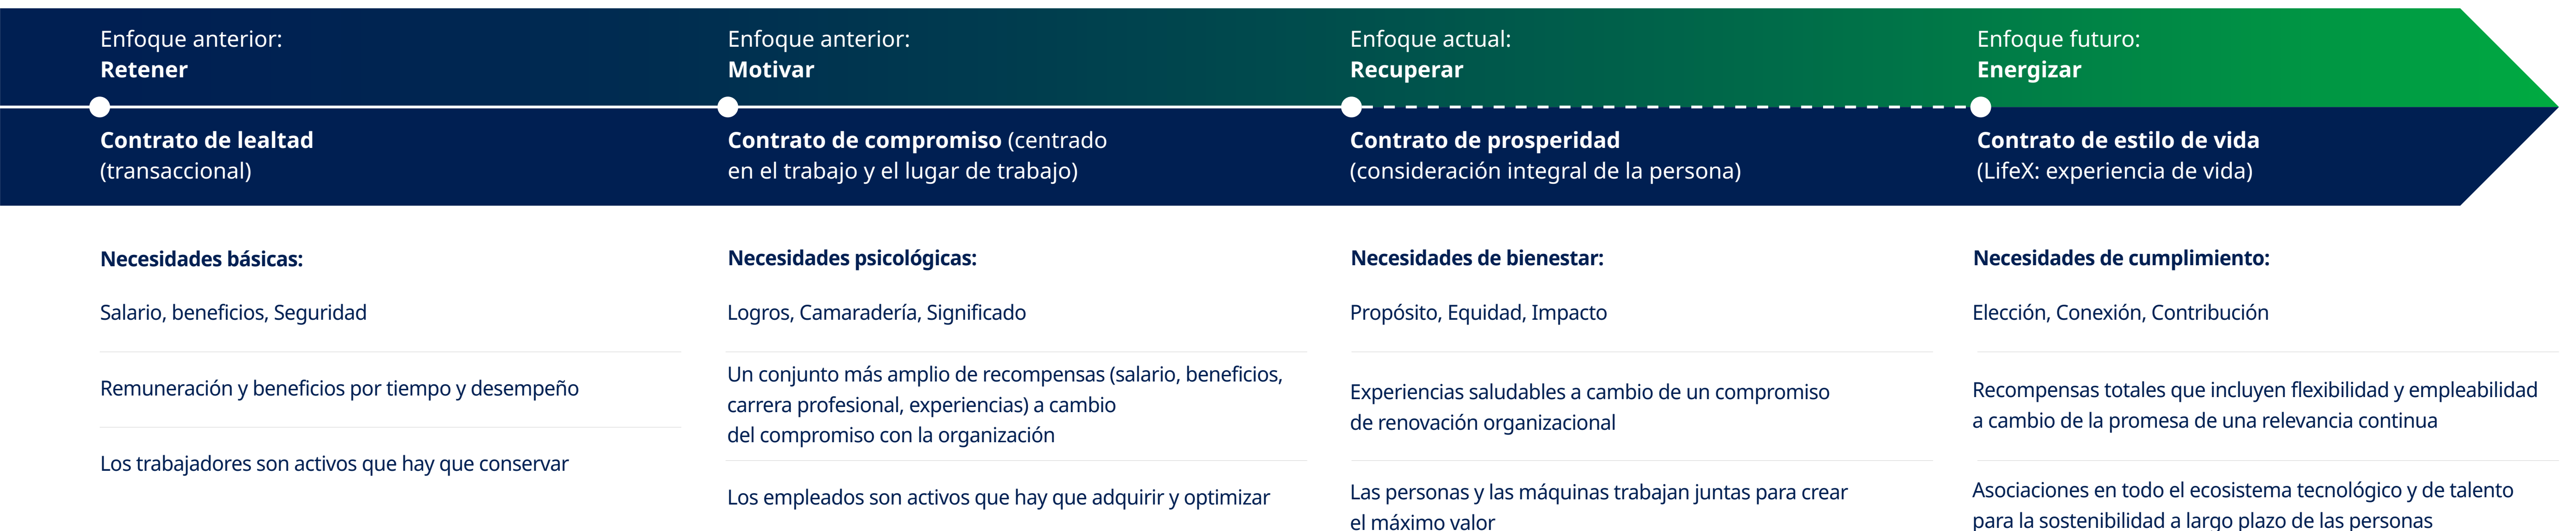 Enfoque anterior:
Retener
Enfoque anterior:
Motivar
Enfoque actual:
Recuperar
Enfoque futuro:
Energizar
Contrato de lealtad
(transaccional)
Contrato de compromiso (centrado
en el trabajo y el lugar de trabajo)
Contrato de prosperidad
(consideración integral de la persona)
Contrato de estilo de vida
(LifeX: experiencia de vida)
Necesidades básicas:
Salario, beneficios, Seguridad
Remuneración y beneficios por tiempo y desempeño
Los trabajadores son activos que hay que conservar
Necesidades psicológicas:
Logros, Camaradería, Significado
Un conjunto más amplio de recompensas (salario, beneficios,
carrera profesional, experiencias) a cambio
del compromiso con la organización
Los empleados son activos que hay que adquirir y optimizar
Necesidades de bienestar:
Propósito, Equidad, Impacto
Experiencias saludables a cambio de un compromiso
de renovación organizacional
Las personas y las máquinas trabajan juntas para crear
el máximo valor
Necesidades de cumplimiento:
Elección, Conexión, Contribución
Recompensas totales que incluyen flexibilidad y empleabilidad
a cambio de la promesa de una relevancia continua
Asociaciones en todo el ecosistema tecnológico y de talento
para la sostenibilidad a largo plazo de las personas